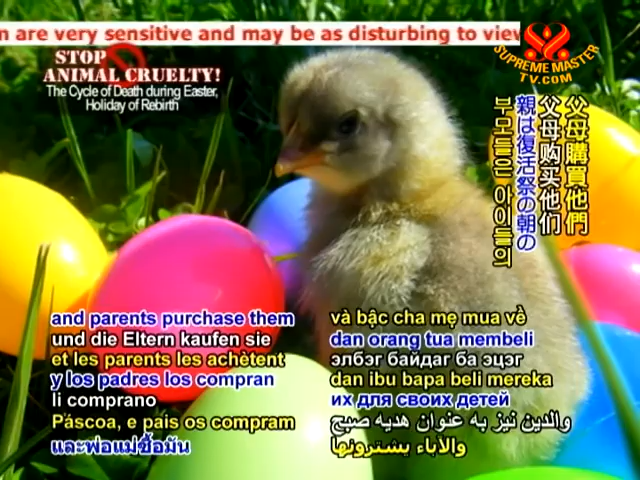 n are very sensitive and may be as disturbing to view
STOP
ANIMAL CRUELTY!
The Cycle of Death during Easter,
Holiday of Rebirth
SUPREME MASTER
TV.COM
父母購買他們
父母购买他们
親は復活祭の朝の
부모들은 아이들의
and parents purchase them
und die Eltern kaufen sie
et les parents les achètent
y los padres los compran
li comprano
Páscoa, e pais os compram
และพ่อแม่ซื้อมัน
và bậc cha mẹ mua về
dan orang tua membeli
элбэг байдаг ба эцэг
dan ibu bapa beli mereka
их для своих детей
والدین نیز به عنوان هدیه صبح
والأباء يشترونها